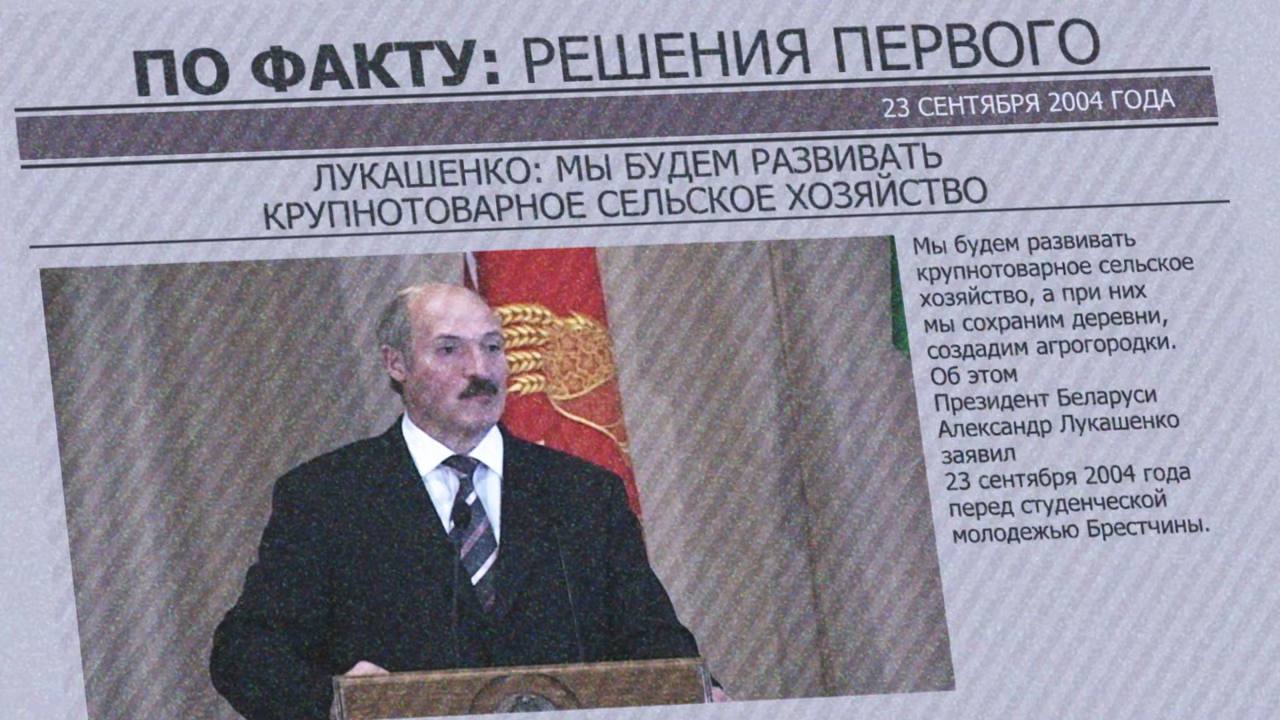 ПО ФАКТУ: РЕШЕНИЯ ПЕРВОГО
23 СЕНТЯБРЯ 2004 ГОДА
ЛУКАШЕНКО: МЫ БУДЕМ РАЗВИВАТЬ
КРУПНОТОВАРНОЕ СЕЛЬСКОЕ ХОЗЯЙСТВО
Мы будем развивать
крупнотоварное сельское
хозяйство, а при них
мы сохраним деревни,
создадим агрогородки.
Об этом
Президент Беларуси
Александр Лукашенко
заявил
23 сентября 2004 года
перед студенческой
молодежью Брестчины.